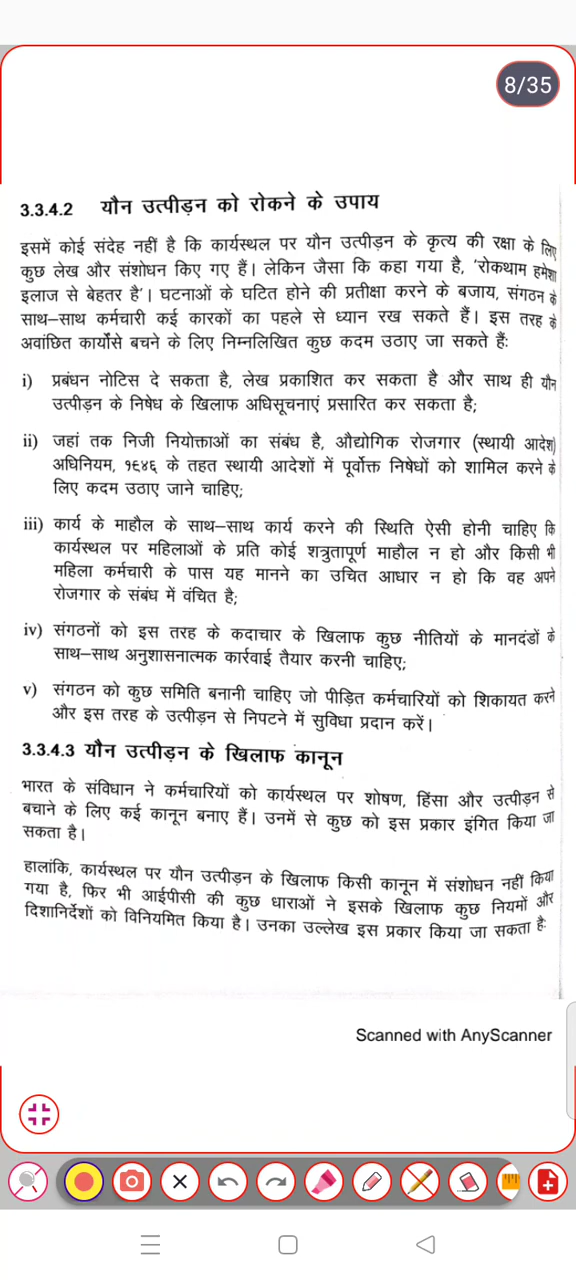 8/35
3.3.4.2 यौन उत्पीड़न को रोकने के उपाय
इसमें कोई संदेह नहीं है कि कार्यस्थल पर यौन उत्पीड़न के कृत्य की रक्षा के लिए
कुछ लेख और संशोधन किए गए हैं। लेकिन जैसा कि कहा गया है, 'रोकथाम हमेशा
इलाज से बेहतर है'। घटनाओं के घटित होने की प्रतीक्षा करने के बजाय, संगठन के
साथ–साथ कर्मचारी कई कारकों का पहले से ध्यान रख सकते हैं। इस तरह के
अवांछित कार्योंसे बचने के लिए निम्नलिखित कुछ कदम उठाए जा सकते हैं:
i) प्रबंधन नोटिस दे सकता है, लेख प्रकाशित कर सकता है और साथ ही यौन
उत्पीड़न के निषेध के खिलाफ अधिसूचनाएं प्रसारित कर सकता है;
ii) जहां तक निजी नियोक्ताओं का संबंध है, औद्योगिक रोजगार (स्थायी आदेश)
अधिनियम, १९४६ के तहत स्थायी आदेशों में पूर्वोक्त निषेधों को शामिल करने के
लिए कदम उठाए जाने चाहिए;
iii) कार्य के माहौल के साथ–साथ कार्य करने की स्थिति ऐसी होनी चाहिए कि
कार्यस्थल पर महिलाओं के प्रति कोई शत्रुतापूर्ण माहौल न हो और किसी भी
महिला कर्मचारी के पास यह मानने का उचित आधार न हो कि वह अपने
रोजगार के संबंध में वंचित है;
iv) संगठनों को इस तरह के कदाचार के खिलाफ कुछ नीतियों के मानदंडों के
साथ–साथ अनुशासनात्मक कार्रवाई तैयार करनी चाहिए;
v) संगठन को कुछ समिति बनानी चाहिए जो पीड़ित कर्मचारियों को शिकायत करने
और इस तरह के उत्पीड़न से निपटने में सुविधा प्रदान करें।
3.3.4.3 यौन उत्पीड़न के खिलाफ कानून
भारत के संविधान ने कर्मचारियों को कार्यस्थल पर शोषण, हिंसा और उत्पीड़न से
बचाने के लिए कई कानून बनाए हैं। उनमें से कुछ को इस प्रकार इंगित किया जा
सकता है।
हालांकि, कार्यस्थल पर यौन उत्पीड़न के खिलाफ किसी कानून में संशोधन नहीं किया
गया है, फिर भी आईपीसी की कुछ धाराओं ने इसके खिलाफ कुछ नियमों और
दिशानिर्देशों को विनियमित किया है। उनका उल्लेख इस प्रकार किया जा सकता है:
Scanned with AnyScanner